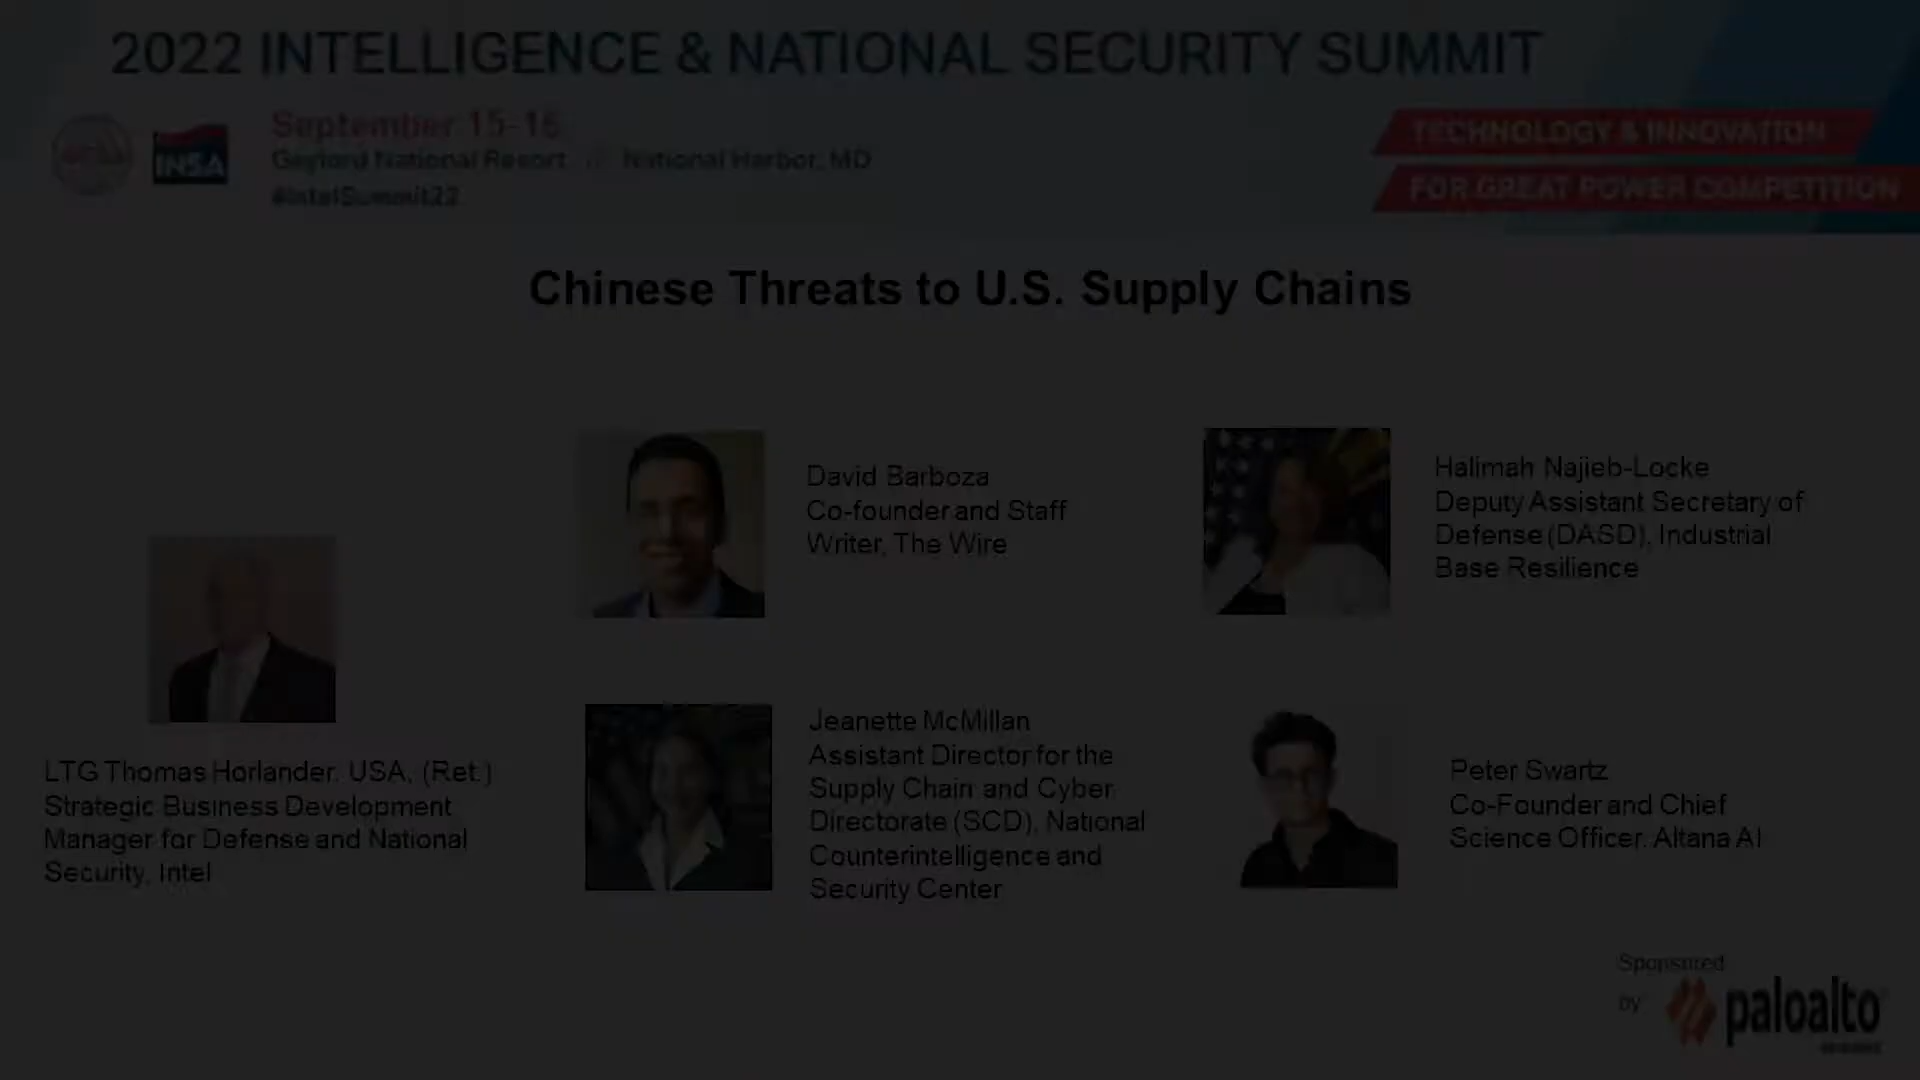 2022 INTELLIGENCE & NATIONAL SECURITY SUMMIT
September 15-16
Gaylord National Resort National Harbor, MD
#IntelSummit22
INSA
TECHNOLOGY & INNOVATION
FOR GREAT POWER COMPETITION
Chinese Threats to U.S. Supply Chains
LTG Thomas Horlander, USA, (Ret.)
Strategic Business Development
Manager for Defense and National
Security, Intel
David Barboza
Co-founder and Staff
Writer, The Wire
Jeanette McMillan
Assistant Director for the
Supply Chain and Cyber
Directorate (SCD), National
Counterintelligence and
Security Center
Halimah Najieb-Locke
Deputy Assistant Secretary of
Defense (DASD), Industrial
Base Resilience
Peter Swartz
Co-Founder and Chief
Science Officer, Altana AI
Sponsored
by
paloalto